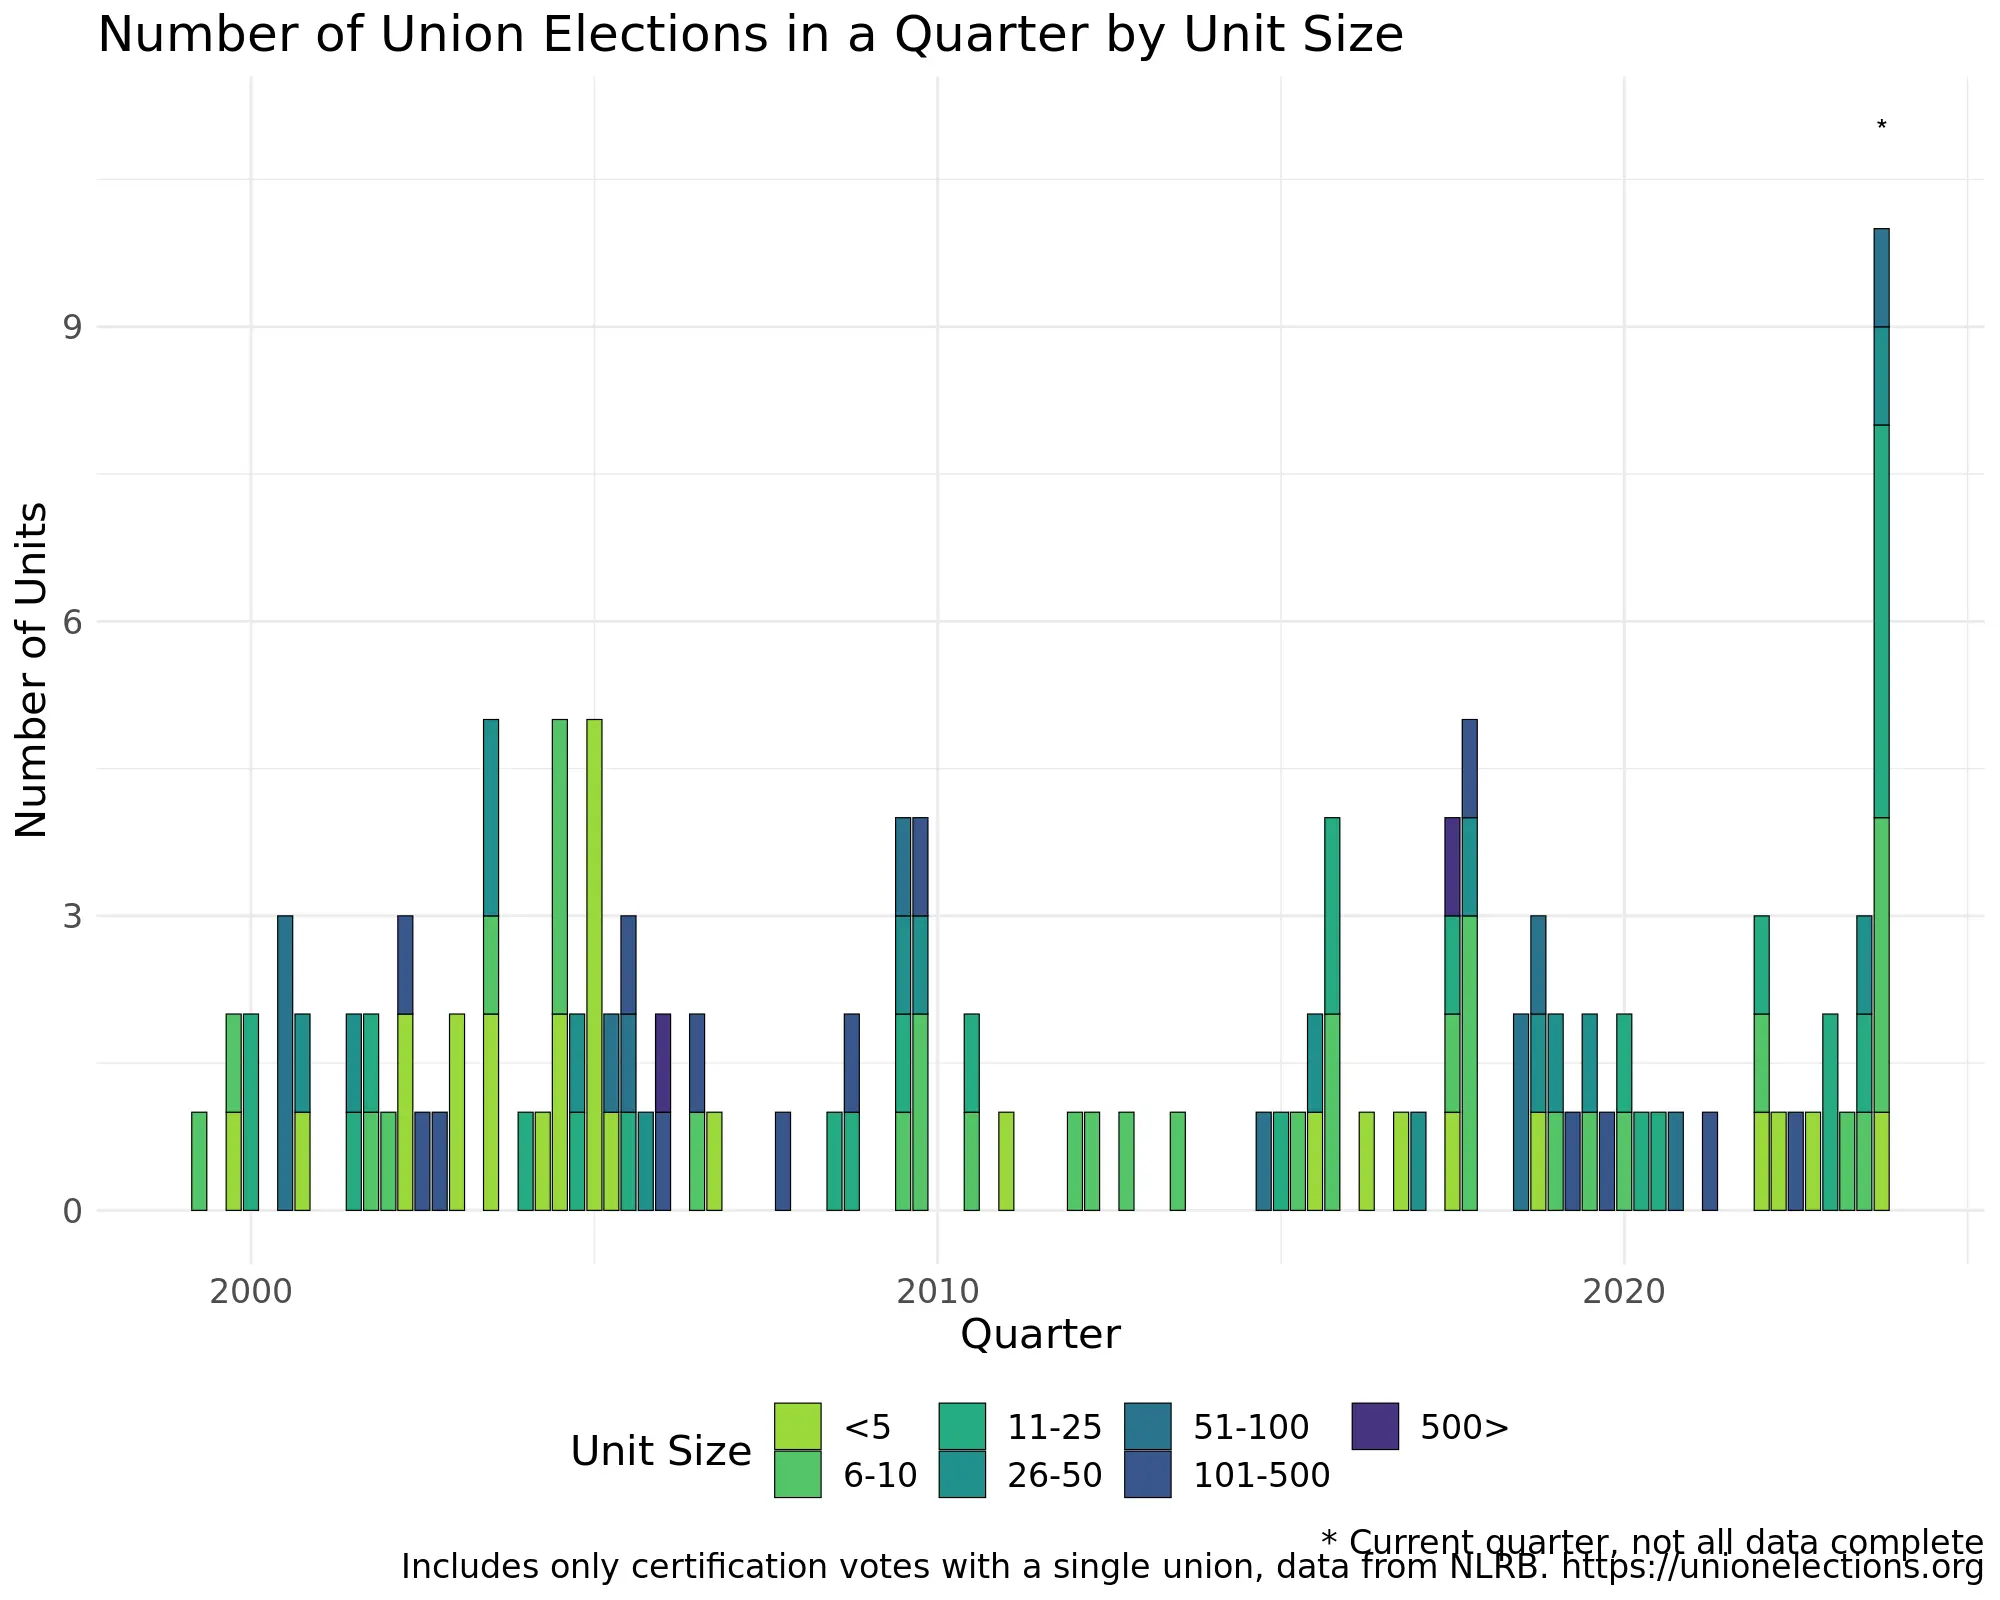 Number of Union Elections in a Quarter by Unit Size
*
9
6
3
0
Number of Units
2000 2010 2020
Quarter
Unit Size
<5 11-25 51-100 500>
6-10 26-50 101-500
* Current quarter, not all data complete
Includes only certification votes with a single union, data from NLRB. https://unionelections.org